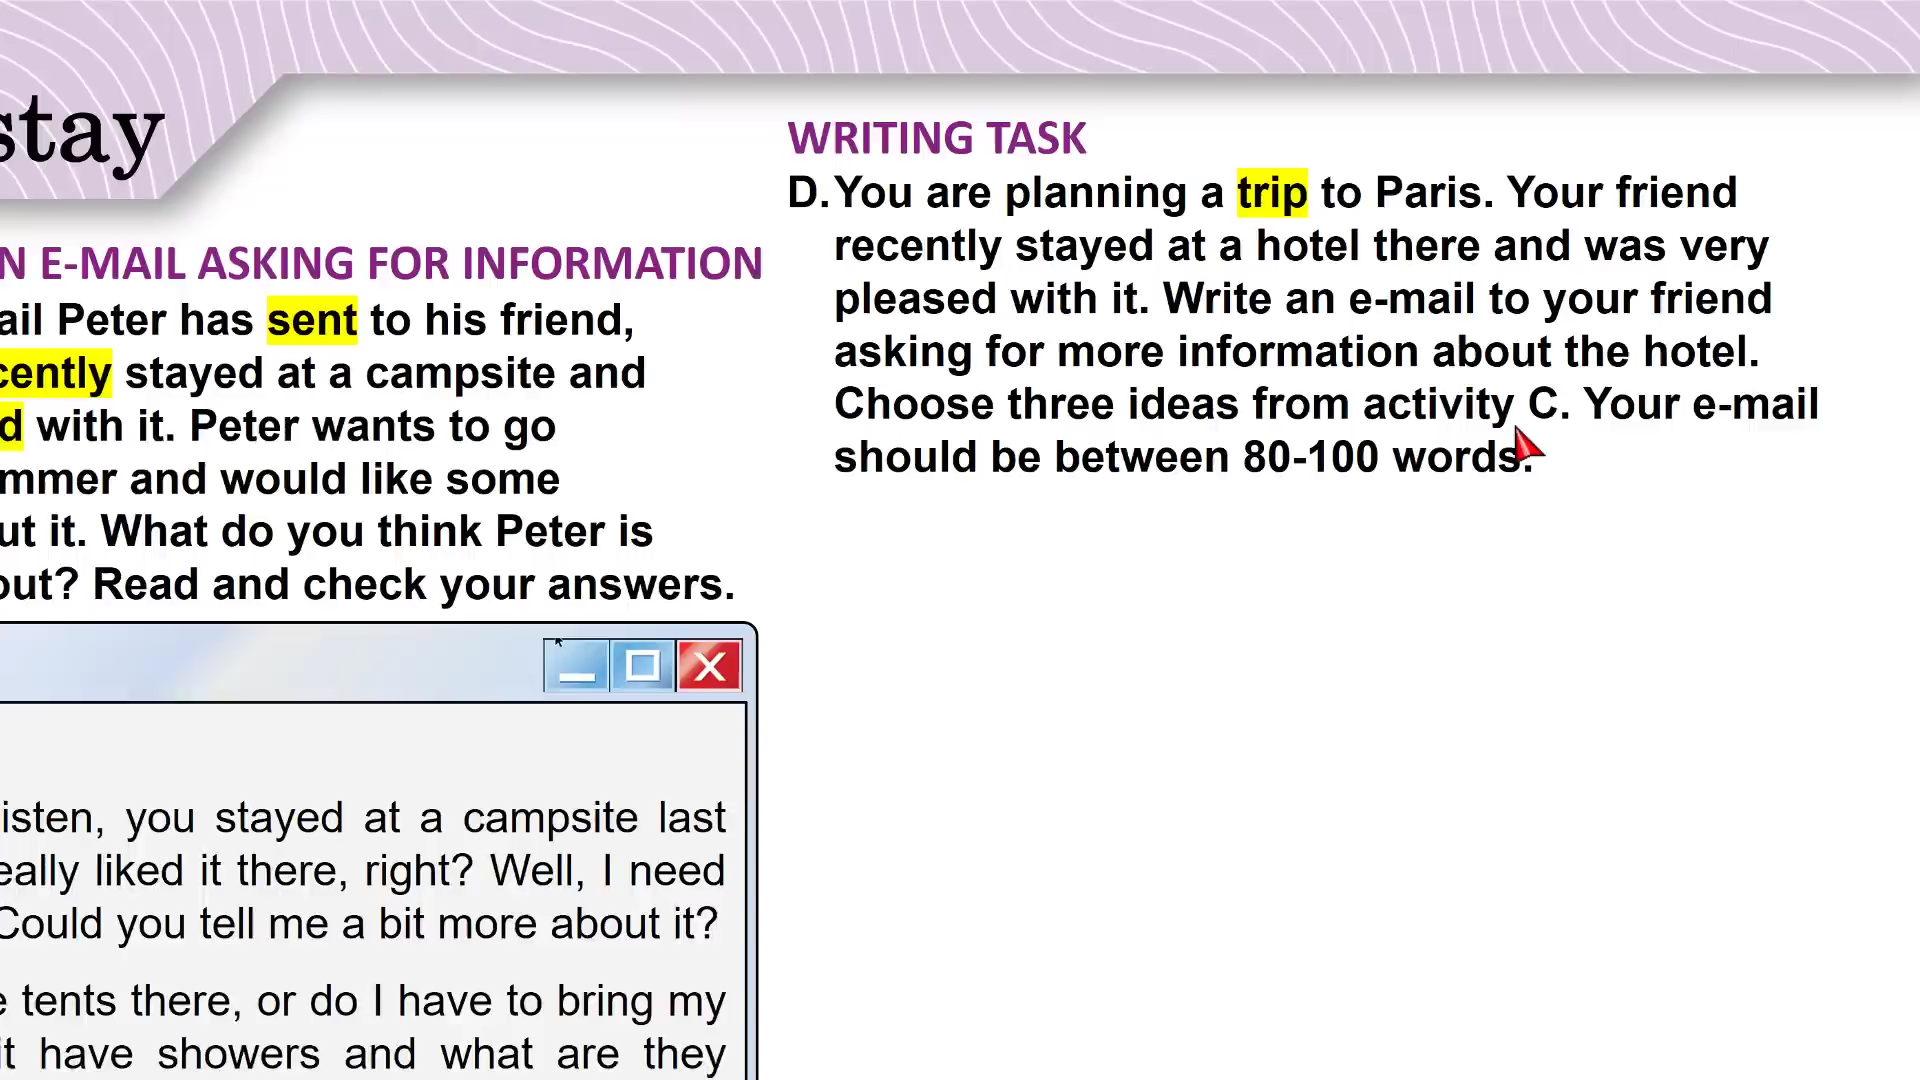 stay
N E-MAIL ASKING FOR INFORMATION
ail Peter has sent to his friend,
cently stayed at a campsite and
d with it. Peter wants to go
mmer and would like some
ut it. What do you think Peter is
out? Read and check your answers.
isten, you stayed at a campsite last
eally liked it there, right? Well, I need
Could you tell me a bit more about it?
e tents there, or do I have to bring my
it have showers and what are they
WRITING TASK
D. You are planning a trip to Paris. Your friend
recently stayed at a hotel there and was very
pleased with it. Write an e-mail to your friend
asking for more information about the hotel.
Choose three ideas from activity C. Your e-mail
should be between 80-100 words.